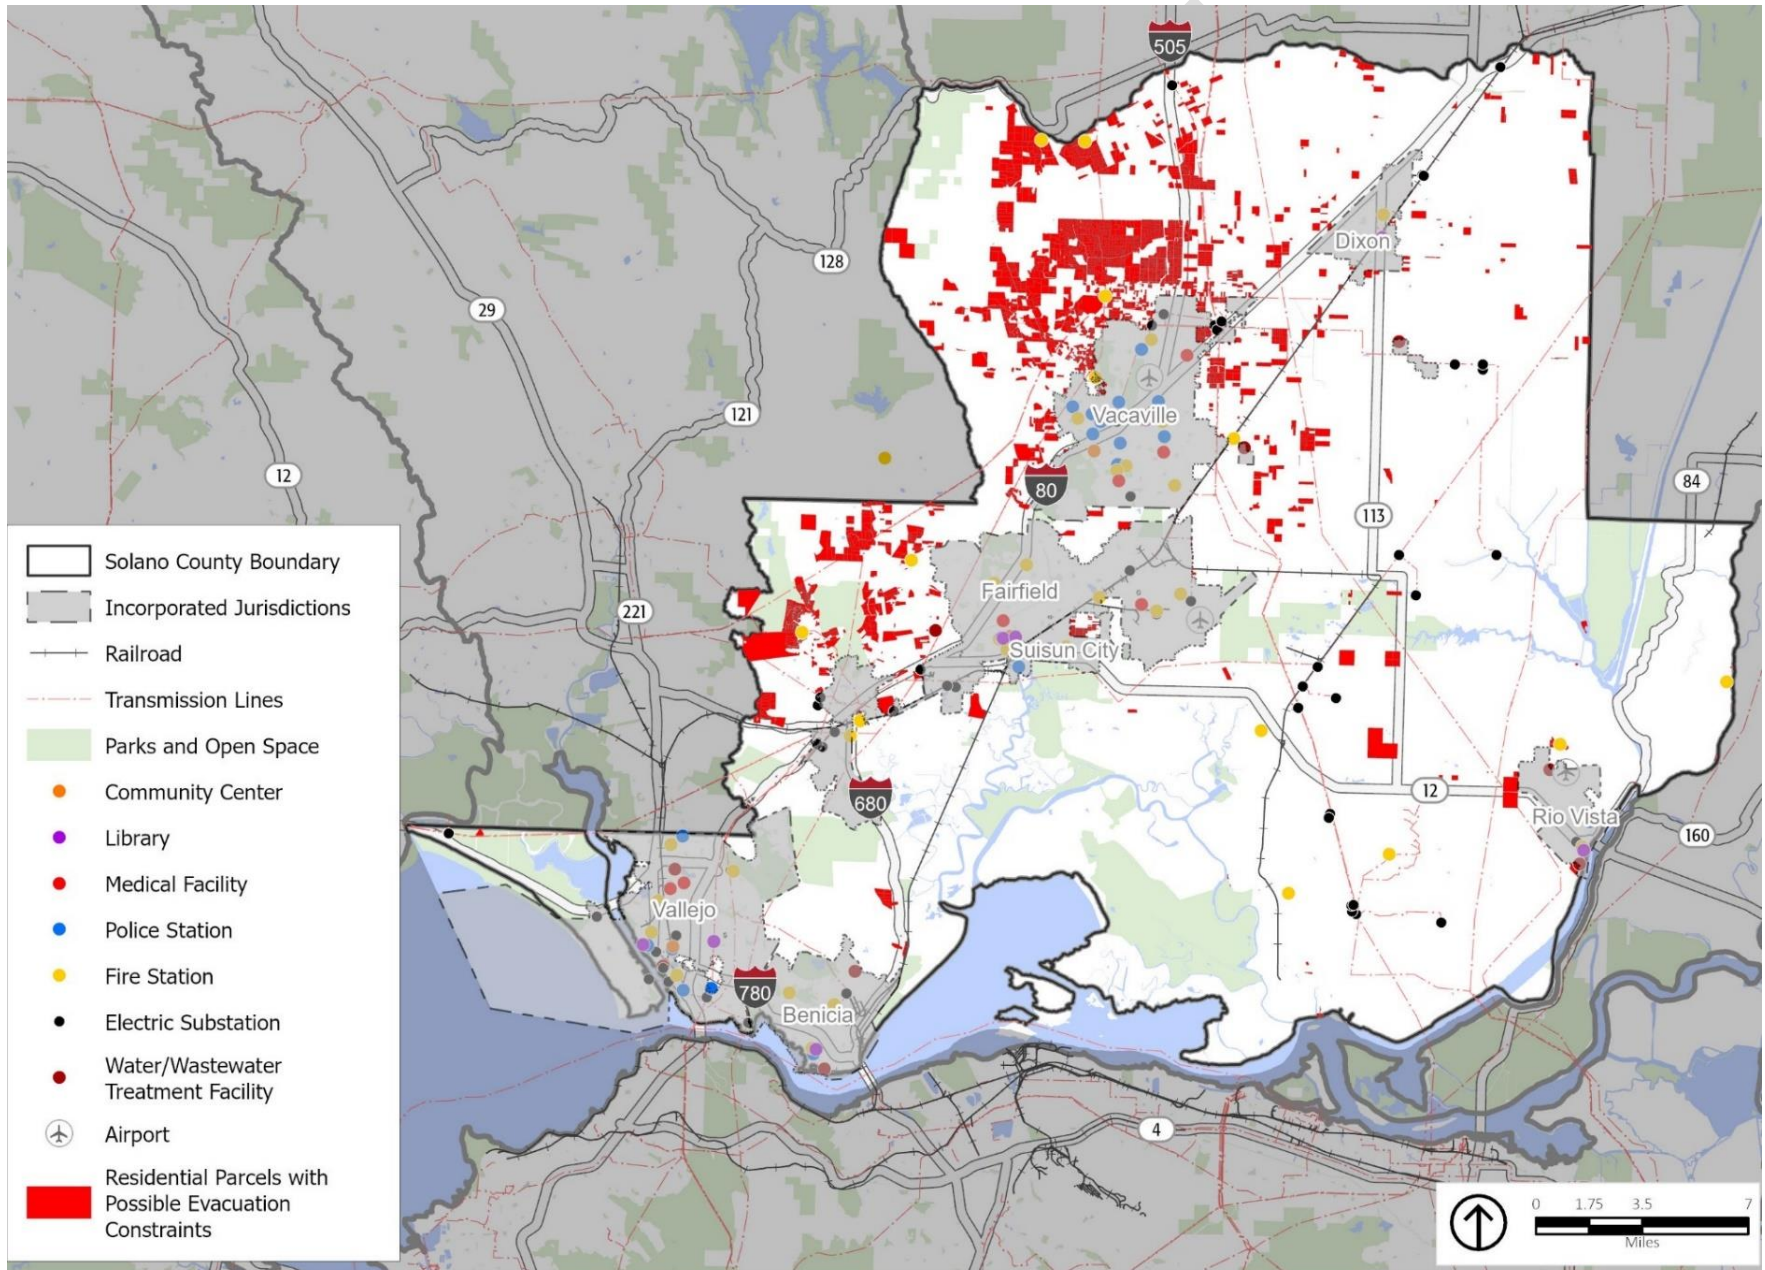 505
Dixon
128
29
121
Vacaville
12
80
84
113
Fairfield
221
Suisun City
680
12
Rio Vista
160
Vallejo
780
Benicia
4
Solano County Boundary
Incorporated Jurisdictions
Railroad
Transmission Lines
Parks and Open Space
Community Center
Library
Medical Facility
Police Station
Fire Station
Electric Substation
Water/Wastewater
Treatment Facility
Airport
Residential Parcels with
Possible Evacuation
Constraints
0 1.75 3.5 7
Miles